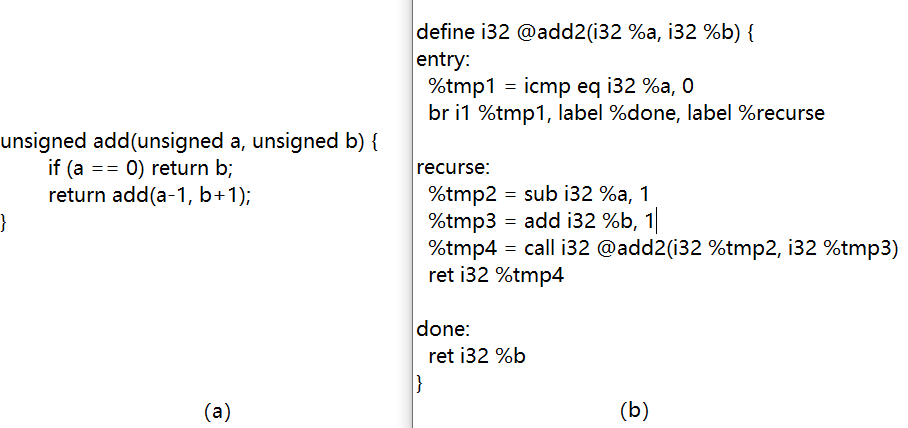 unsigned add(unsigned a, unsigned b) {
if (a == 0) return b;
return add(a-1, b+1);
}
(a)
define i32 @add2(i32 %a, i32 %b) {
entry:
%tmp1 = icmp eq i32 %a, 0
br i1 %tmp1, label %done, label %recurse
recurse:
%tmp2 = sub i32 %a, 1
%tmp3 = add i32 %b, 1
%tmp4 = call i32 @add2(i32 %tmp2, i32 %tmp3)
ret i32 %tmp4
done:
ret i32 %b
}
(b)